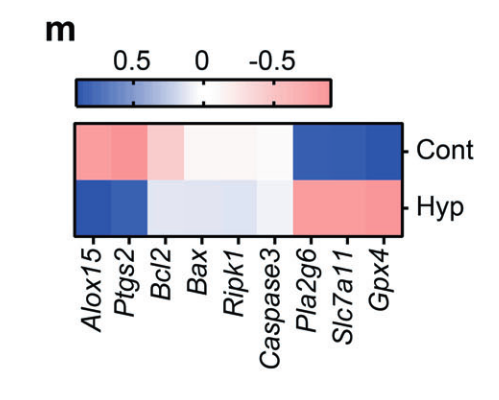 m
0.5 0 -0.5
Cont
Hyp
Alox15
Ptgs2
Bcl2
Bax
Ripk1
Caspase3
Pla2g6
Slc7a11
Gpx4